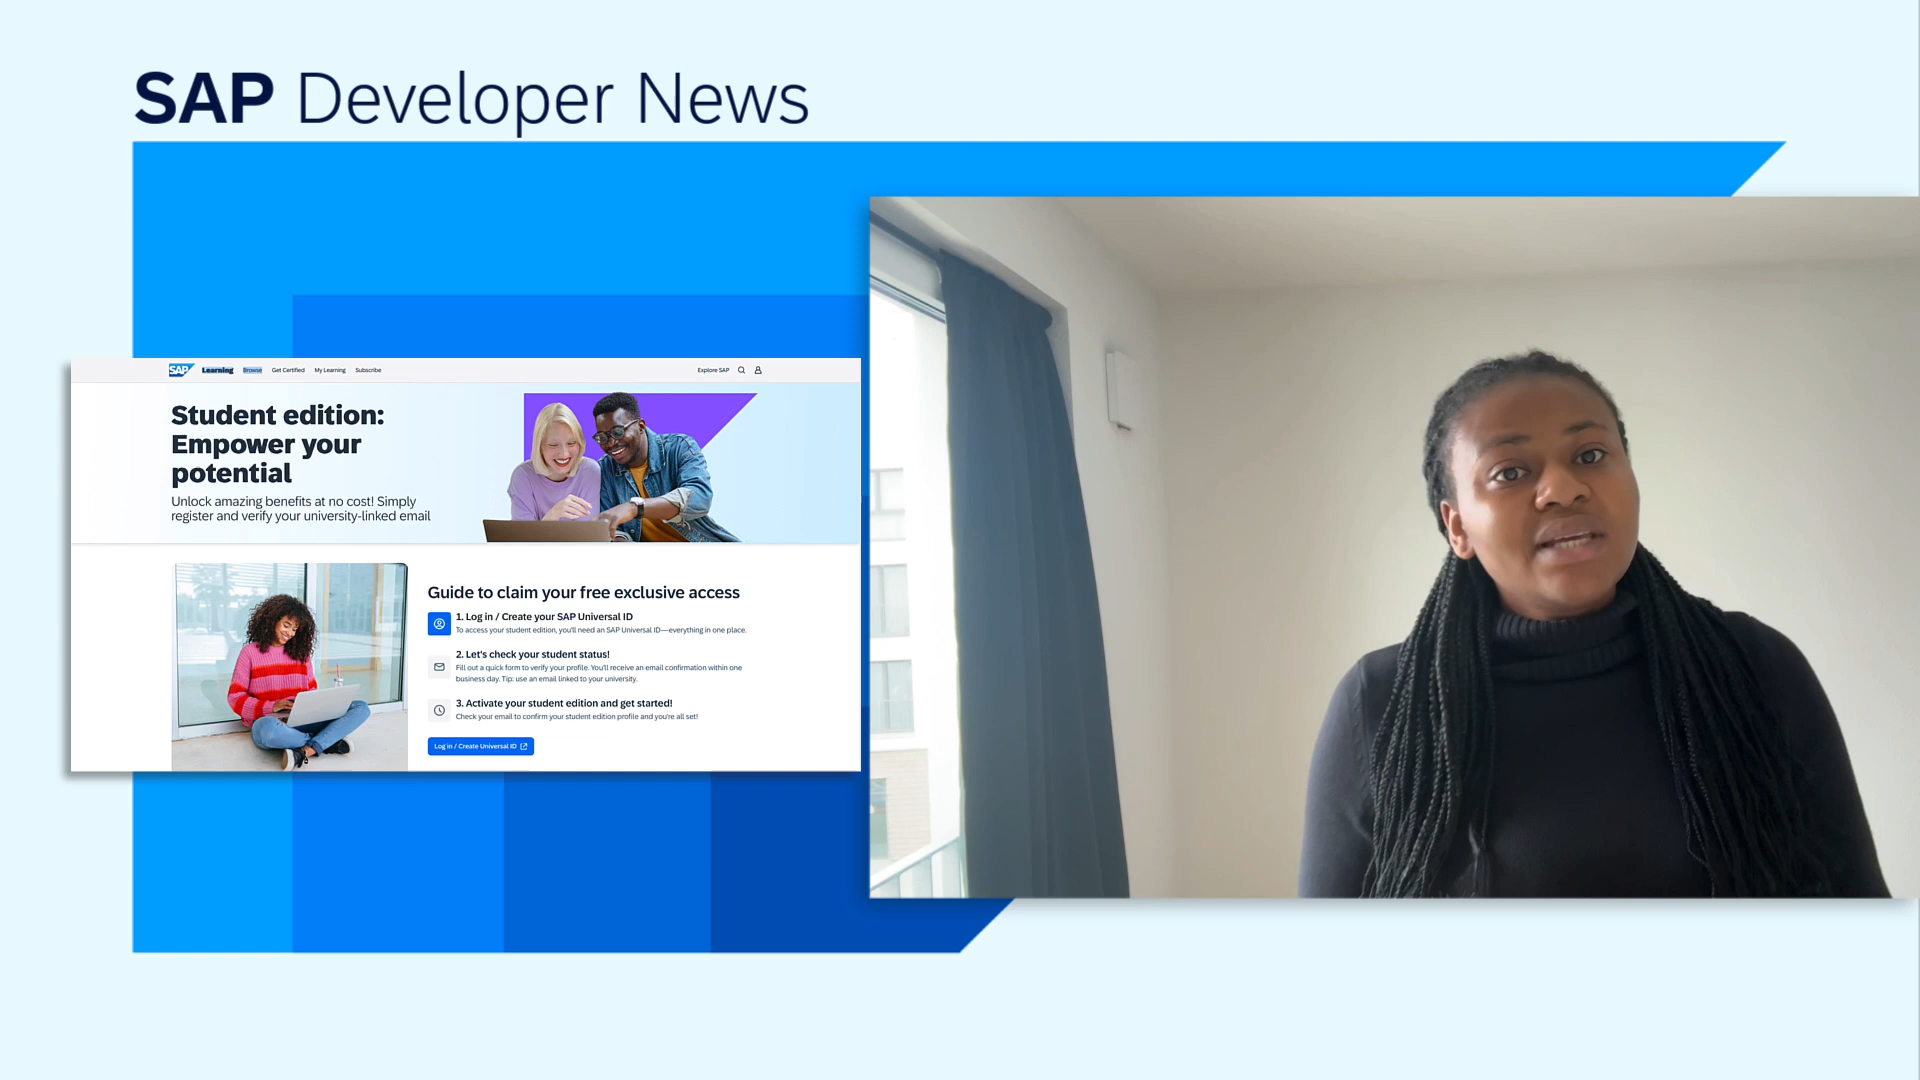 SAP Developer News
SAP Learning Browse Get Certified My Learning Subscribe Explore SAP
Student edition:
Empower your
potential
Unlock amazing benefits at no cost! Simply
register and verify your university-linked email
Guide to claim your free exclusive access
1. Log in / Create your SAP Universal ID
To access your student edition, you'll need an SAP Universal ID—everything in one place.
2. Let's check your student status!
Fill out a quick form to verify your profile. You'll receive an email confirmation within one
business day. Tip: use an email linked to your university.
3. Activate your student edition and get started!
Check your email to confirm your student edition profile and you're all set!
Log in / Create Universal ID